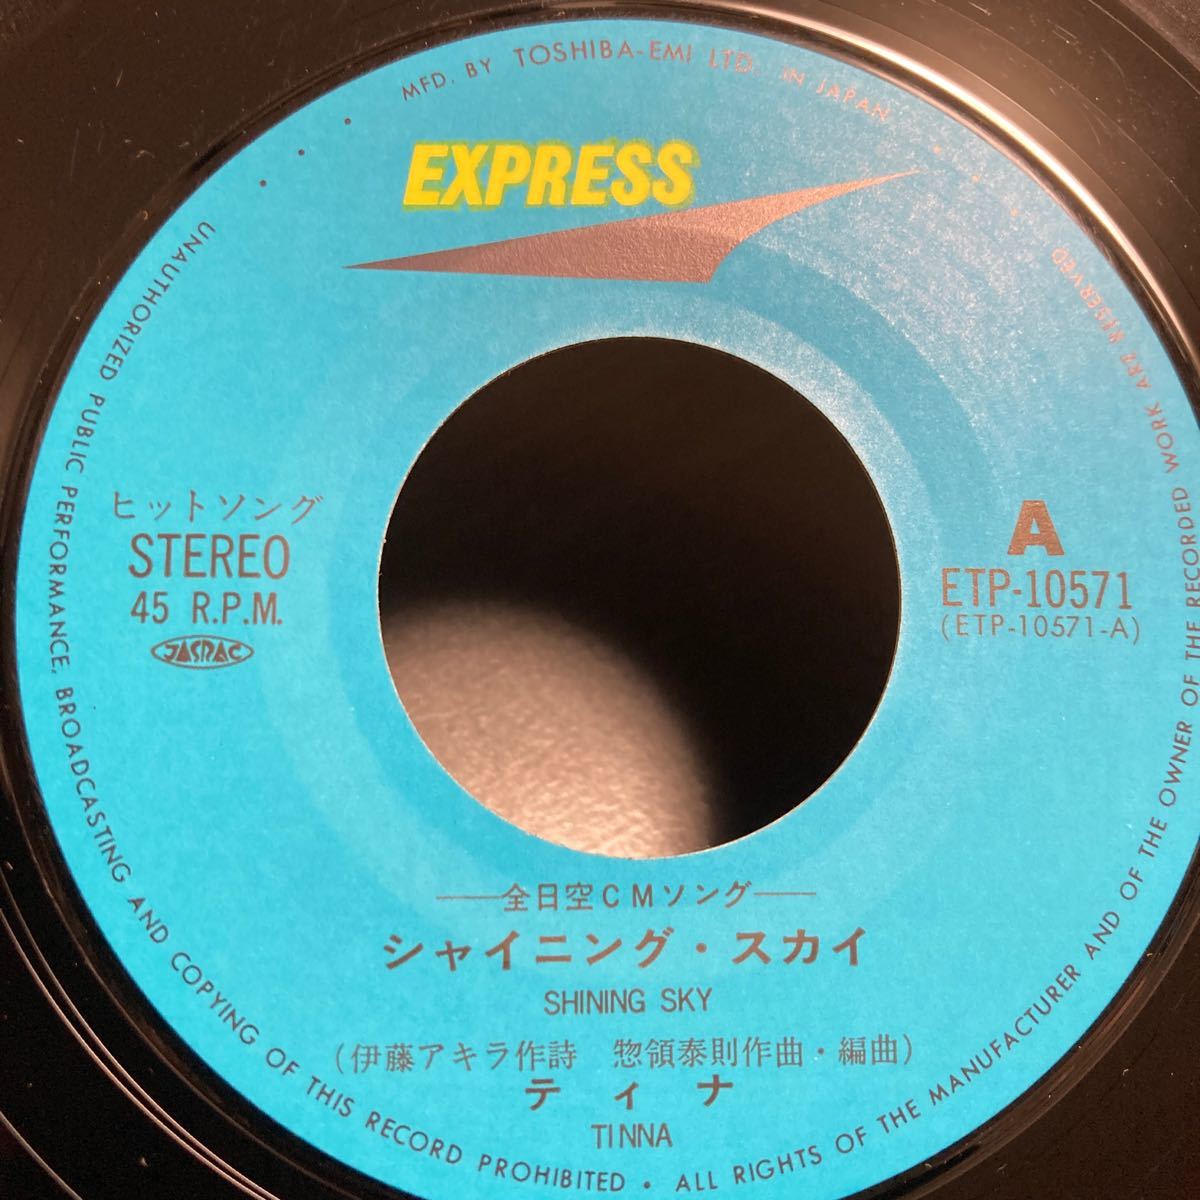 MFD. BY TOSHIBA-EMI LTD. IN JAPAN
EXPRESS
ヒットソング
STEREO
45 R.P.M.
JASRAC
A
ETP-10571
(ETP-10571-A)
——全日空CMソング——
シャイニング・スカイ
SHINING SKY
(伊藤アキラ作詩 惣領泰則作曲・編曲)
ティナ
TINNA
UNAUTHORIZED PUBLIC PERFORMANCE, BROADCASTING AND COPYING OF THIS RECORD PROHIBITED • ALL RIGHTS OF THE MANUFACTURER AND OF THE OWNER OF THE RECORDED WORK ART RESERVED